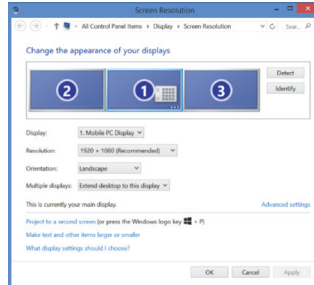 Screen Resolution
All Control Panel Items Display Screen Resolution Sear...
Change the appearance of your displays
2 1 3
Detect
Identify
Display: 1. Mobile PC Display
Resolution: 1920 × 1080 (Recommended)
Orientation: Landscape
Multiple displays: Extend desktop to this display
This is currently your main display. Advanced settings
Project to a second screen (or press the Windows logo key + P)
Make text and other items larger or smaller
What display settings should I choose?
OK Cancel Apply